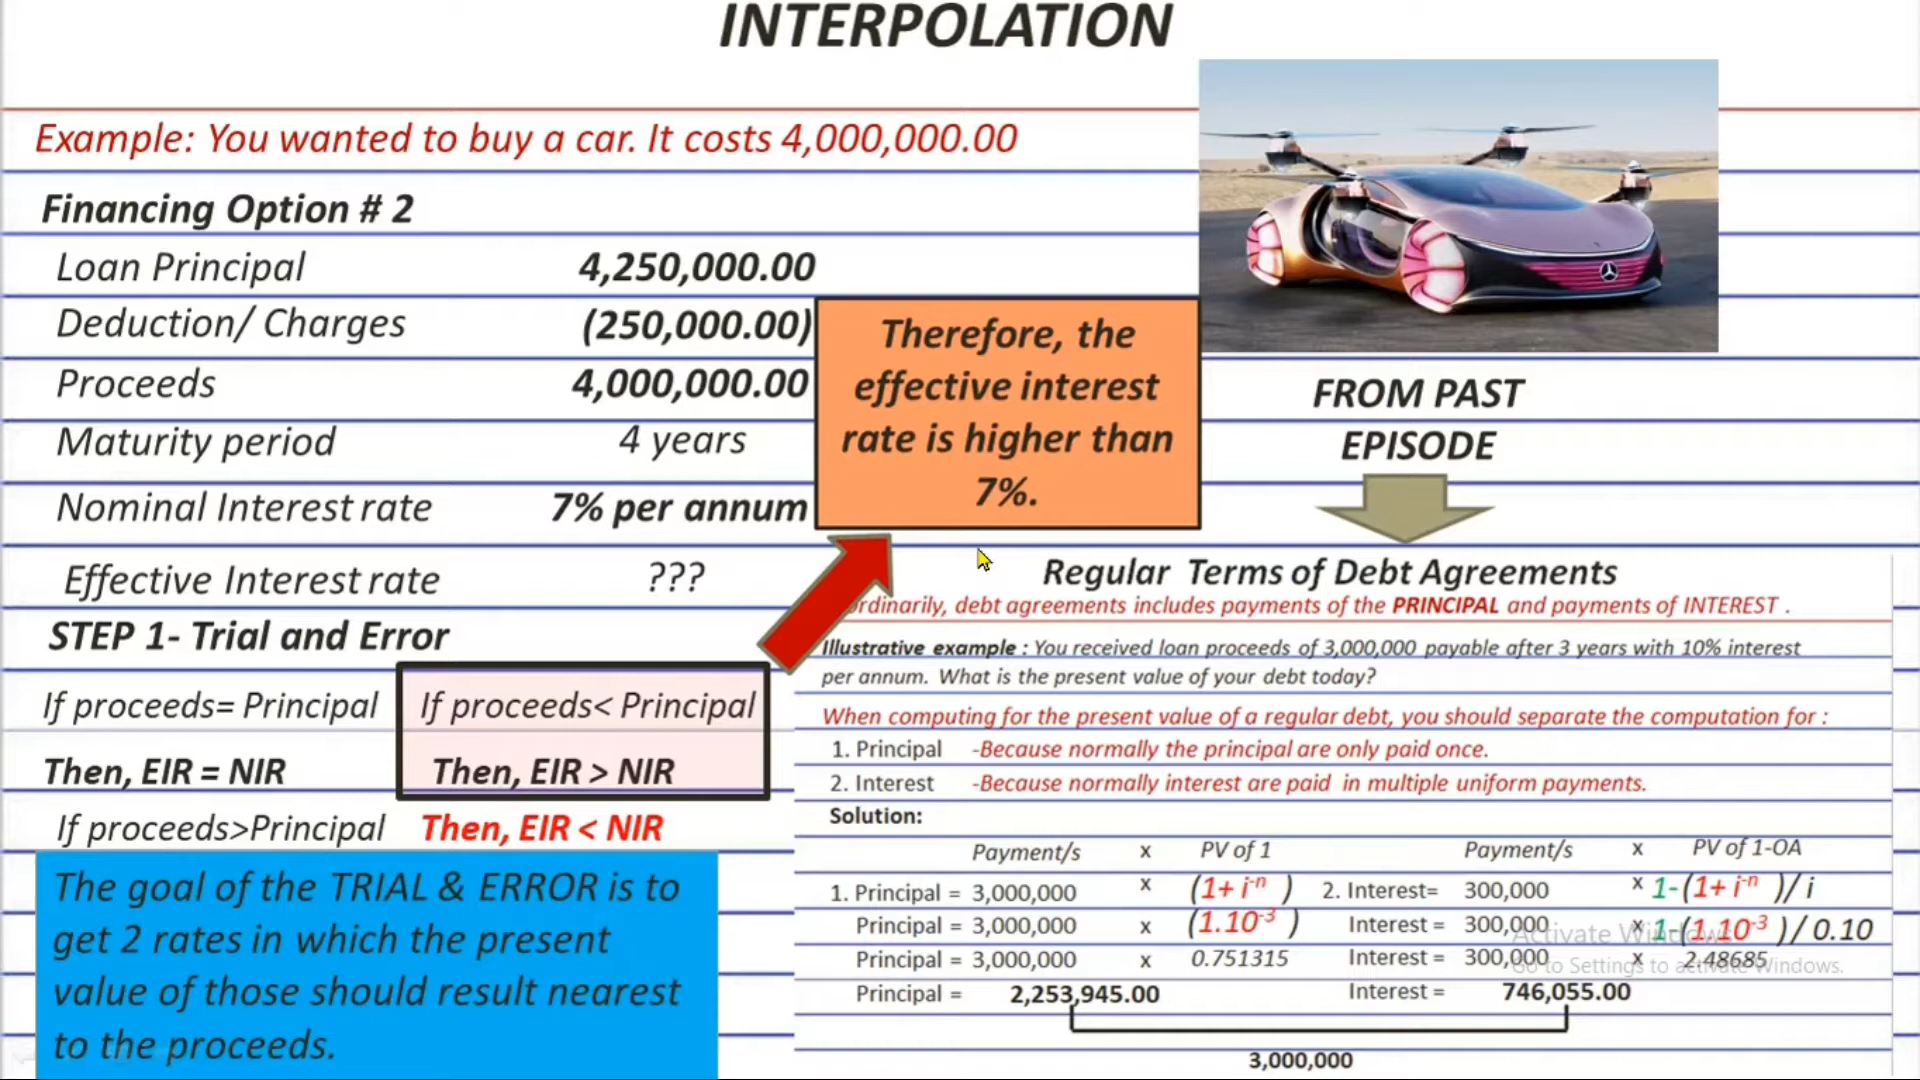 INTERPOLATION
Example: You wanted to buy a car. It costs 4,000,000.00
Financing Option # 2
Loan Principal 4,250,000.00
Deduction/ Charges (250,000.00)
Proceeds 4,000,000.00
Maturity period 4 years
Nominal Interest rate 7% per annum
Effective Interest rate ???
Therefore, the
effective interest
rate is higher than
7%.
STEP 1- Trial and Error
If proceeds= Principal
Then, EIR = NIR
If proceeds< Principal
Then, EIR > NIR
If proceeds>Principal Then, EIR < NIR
The goal of the TRIAL & ERROR is to
get 2 rates in which the present
value of those should result nearest
to the proceeds.
FROM PAST
EPISODE
Regular Terms of Debt Agreements
rdinarily, debt agreements includes payments of the PRINCIPAL and payments of INTEREST .
Illustrative example : You received loan proceeds of 3,000,000 payable after 3 years with 10% interest
per annum. What is the present value of your debt today?
When computing for the present value of a regular debt, you should separate the computation for :
1. Principal -Because normally the principal are only paid once.
2. Interest -Because normally interest are paid in multiple uniform payments.
Solution:
Payment/s x PV of 1 Payment/s x PV of 1-OA
1. Principal = 3,000,000 x (1+ i⁻ⁿ ) 2. Interest= 300,000 x 1-(1+ i⁻ⁿ )/ i
Principal = 3,000,000 x (1.10⁻³ ) Interest = 300,000 x 1-(1.10⁻³ )/ 0.10
Principal = 3,000,000 x 0.751315 Interest = 300,000 x 2.48685
Principal = 2,253,945.00 Interest = 746,055.00
3,000,000
Activate Windows
Go to Settings to activate Windows.